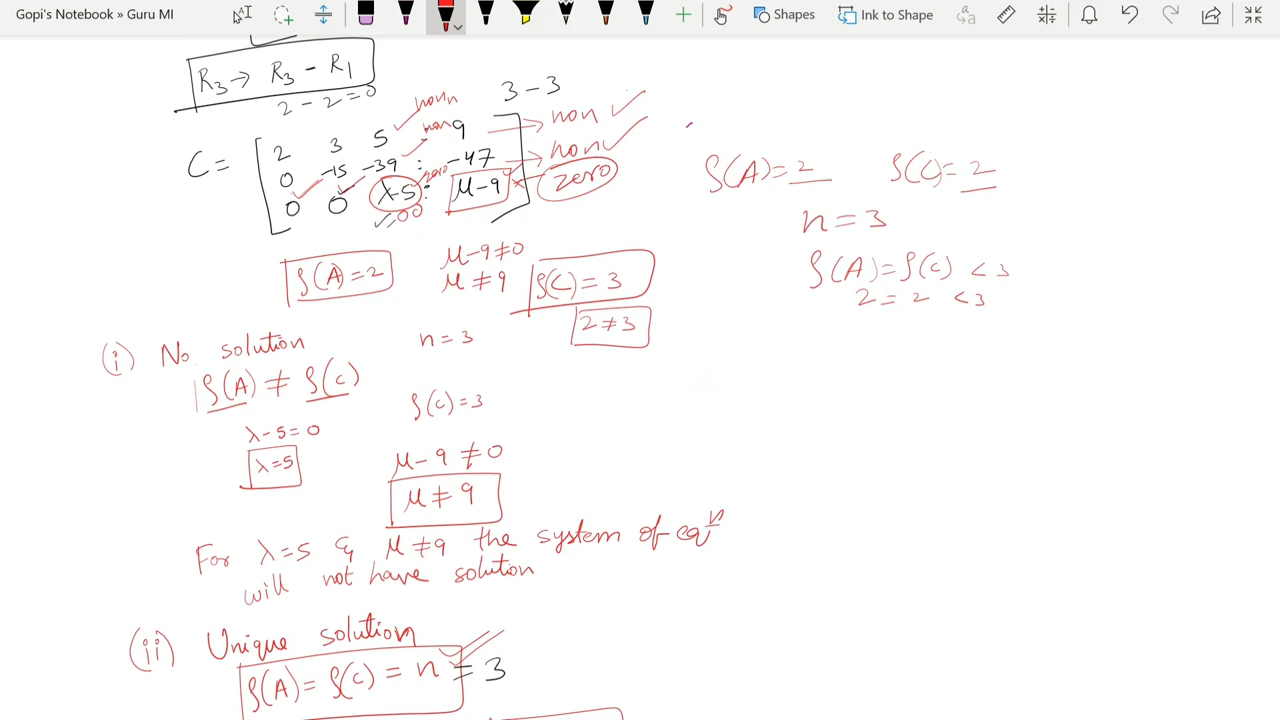 Gopi's Notebook » Guru MI
Shapes
Ink to Shape
R3→ R3 - R1
2 - 2 = 0
3 - 3
non
C = [ 2 3 5 : 9 → non ✓
non
0 -15 -39 : -47 → non ✓
zero
0 0 λ-5 : μ-9 ] × zero
00
ρ(A)=2
μ-9≠0
μ≠9
ρ(C)=3
2≠3
(i) No solution
n=3
ρ(A) ≠ ρ(C)
ρ(C)=3
λ-5=0
λ=5
μ-9≠0
μ≠9
For λ=5 & μ≠9 the system of eqn
will not have solution
(ii) Unique solution
ρ(A) = ρ(C) = n = 3
ρ(A)=2 ρ(C)=2
n=3
ρ(A)=ρ(C) <3
2=2 <3